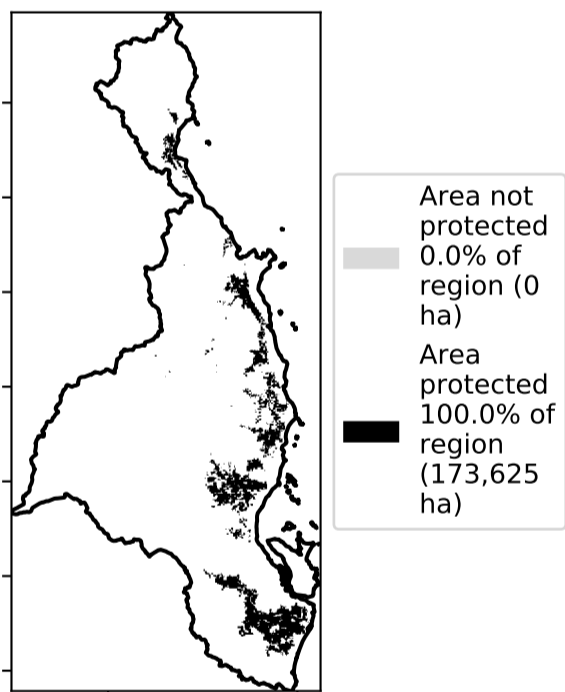 Area not
protected
0.0% of
region (0
ha)
Area
protected
100.0% of
region
(173,625
ha)